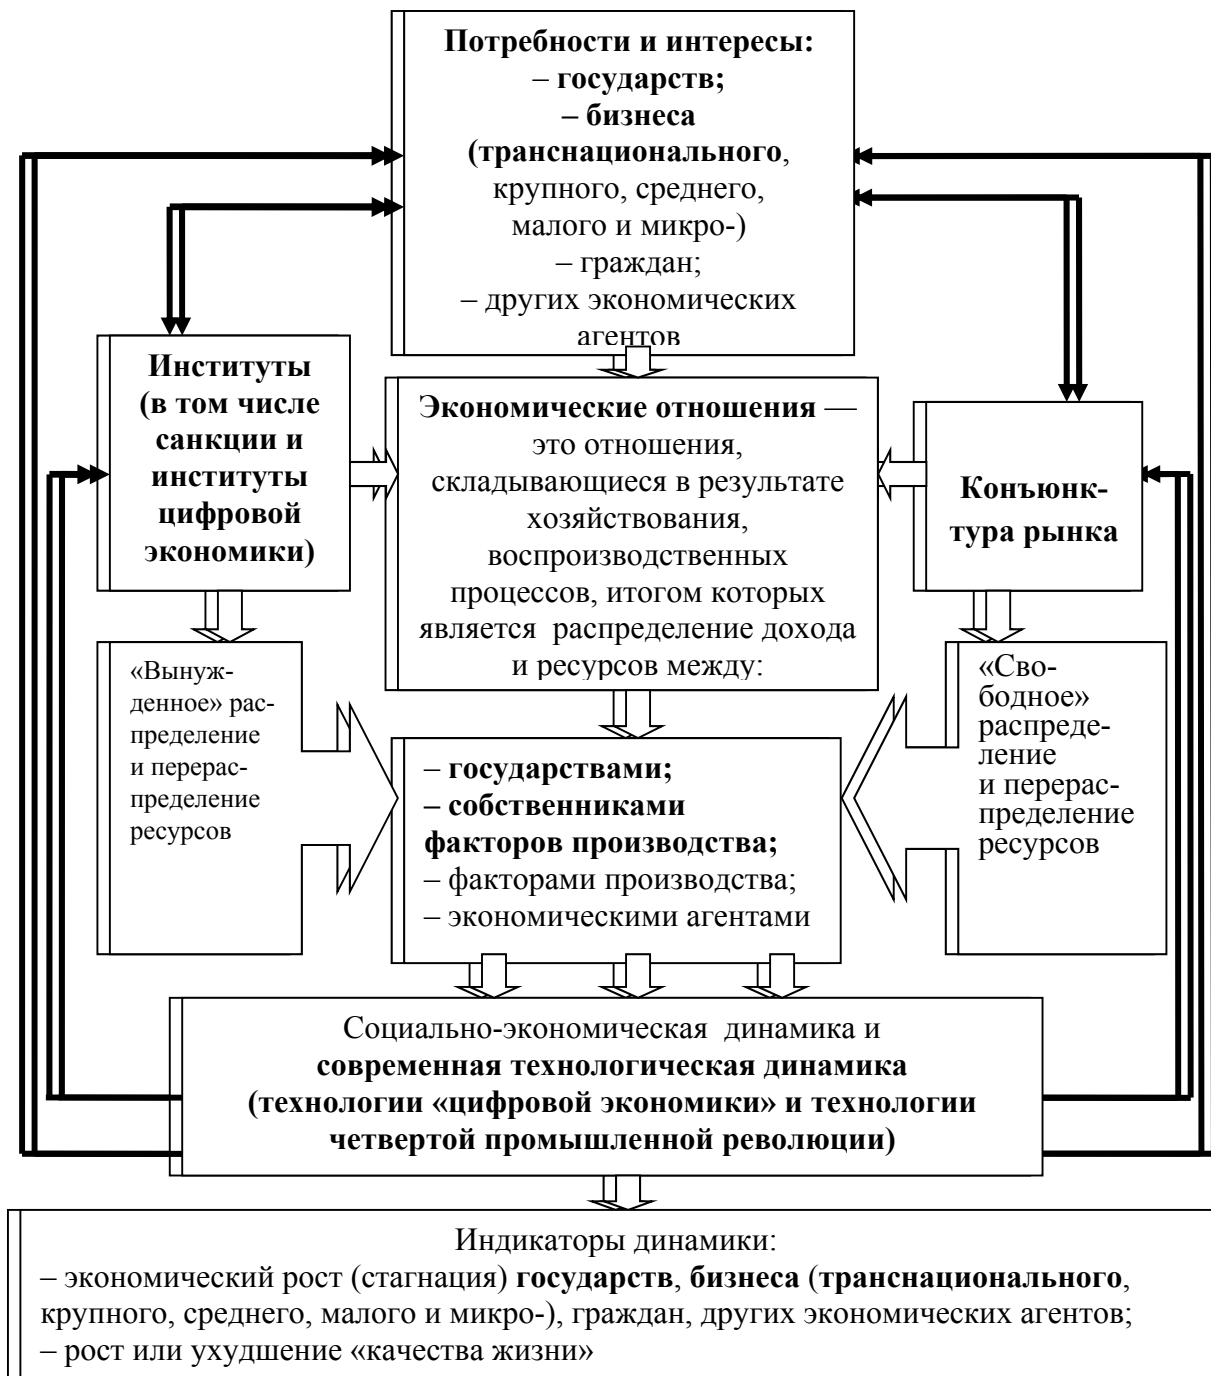 Потребности и интересы:
– государств;
– бизнеса
(транснационального,
крупного, среднего,
малого и микро-)
– граждан;
– других экономических
агентов
Институты
(в том числе
санкции и
институты
цифровой
экономики)
Экономические отношения —
это отношения,
складывающиеся в результате
хозяйствования,
воспроизводственных
процессов, итогом которых
является распределение дохода
и ресурсов между:
Конъюнк-
тура рынка
«Вынуж-
денное» рас-
пределение
и перерас-
пределение
ресурсов
– государствами;
– собственниками
факторов производства;
– факторами производства;
– экономическими агентами
«Сво-
бодное»
распреде-
ление
и перерас-
пределение
ресурсов
Социально-экономическая динамика и
современная технологическая динамика
(технологии «цифровой экономики» и технологии
четвертой промышленной революции)
Индикаторы динамики:
– экономический рост (стагнация) государств, бизнеса (транснационального,
крупного, среднего, малого и микро-), граждан, других экономических агентов;
– рост или ухудшение «качества жизни»